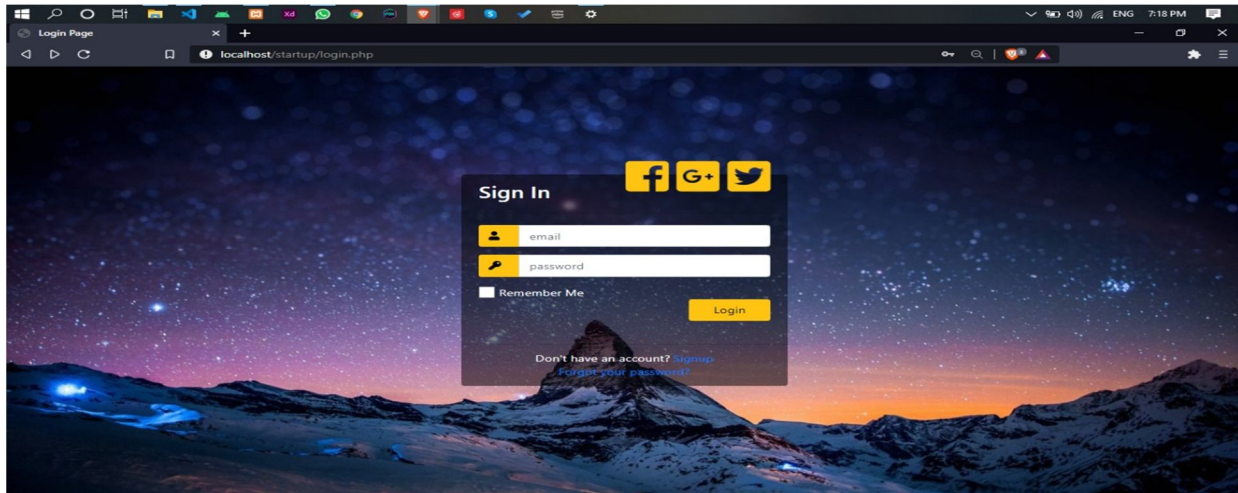 ENG 7:18 PM
Login Page
localhost/startup/login.php
Sign In
G+
email
password
Remember Me
Login
Don't have an account? Signup
Forgot your password?